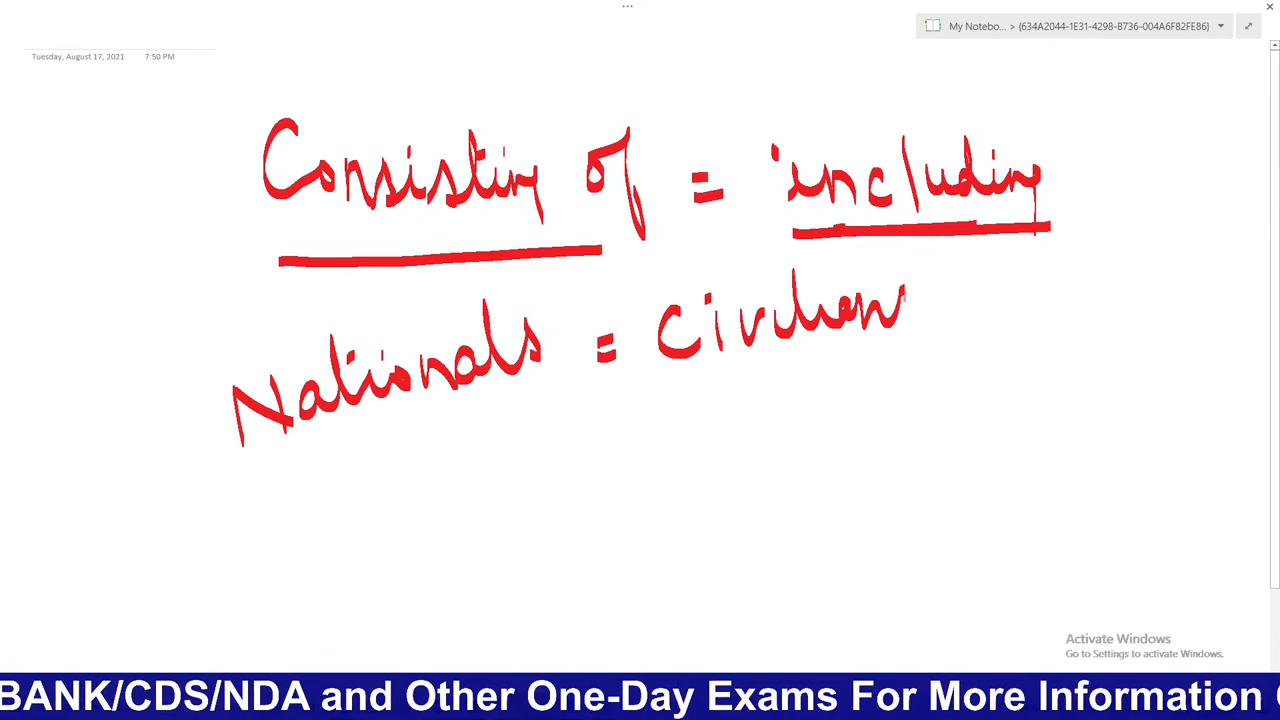 My Notebo... > {634A2044-1E31-4298-B736-004A6F82FE86}
Tuesday, August 17, 2021 7:50 PM
Consisting of = including
Nationals = Civilian
Activate Windows
Go to Settings to activate Windows.
BANK/CDS/NDA and Other One-Day Exams For More Information